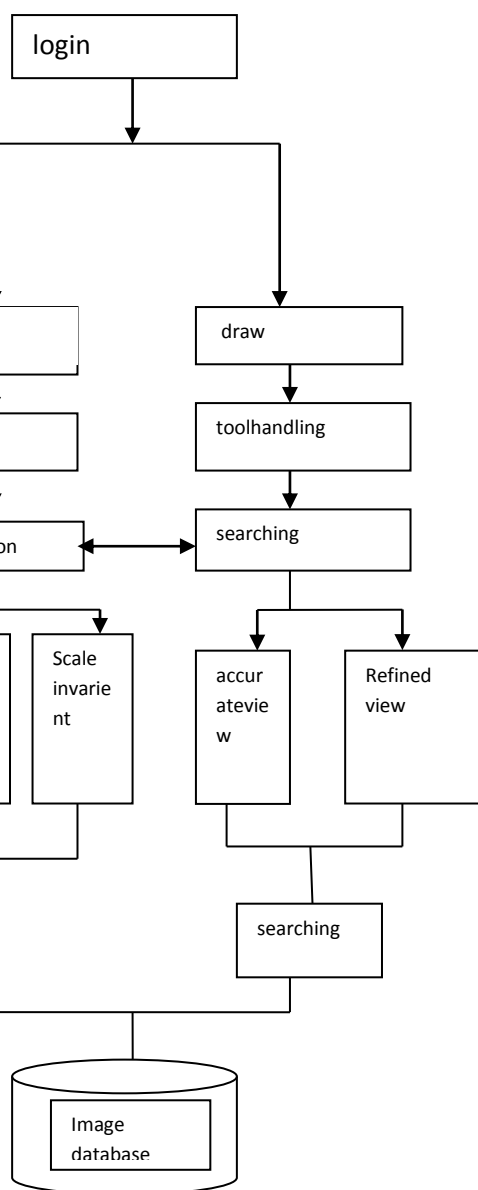 login
draw
toolhandling
on
searching
Scale
invarie
nt
accur
atevie
w
Refined
view
searching
Image
database